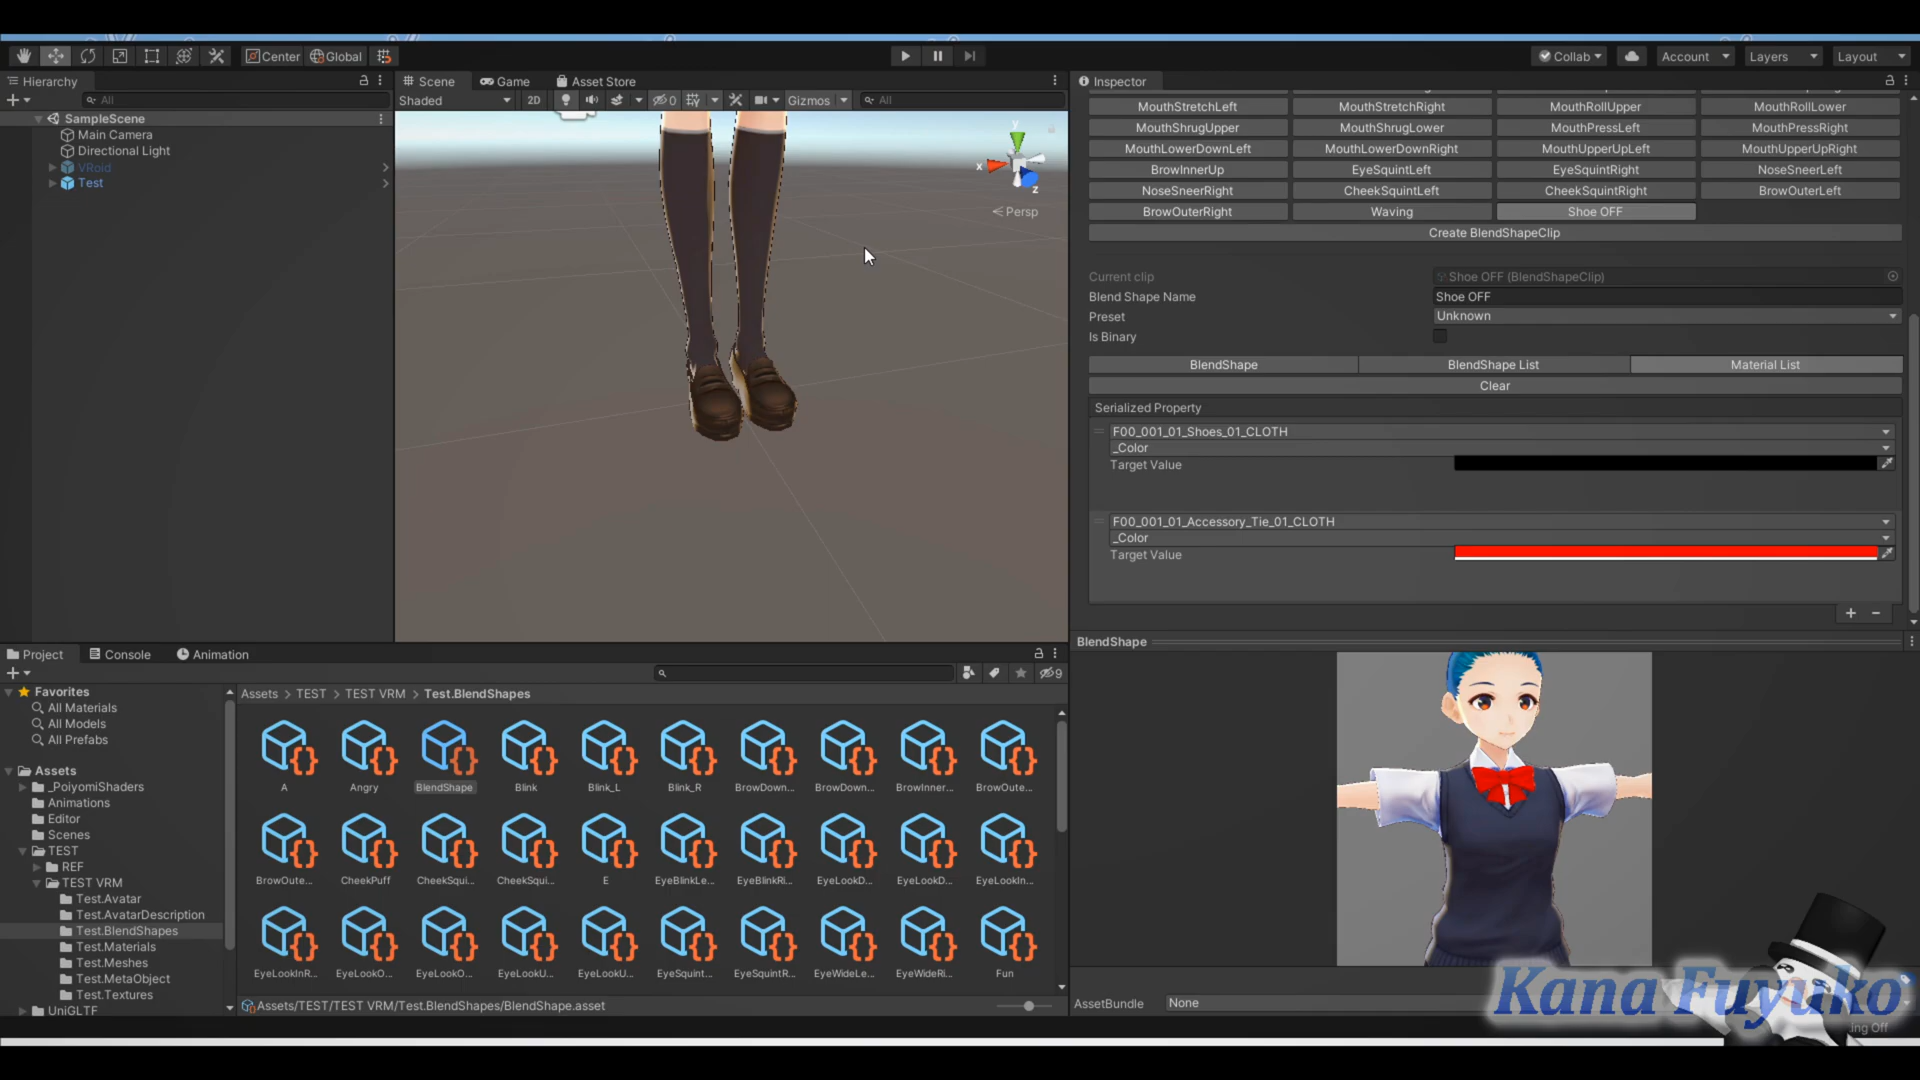 Center
Global
Collab
Account
Layers
Layout
Hierarchy
All
SampleScene
Main Camera
Directional Light
VRoid
Test
Scene
Game
Asset Store
Shaded
2D
0
Gizmos
All
y
x
z
Persp
Inspector
MouthStretchLeft
MouthStretchRight
MouthRollUpper
MouthRollLower
MouthShrugUpper
MouthShrugLower
MouthPressLeft
MouthPressRight
MouthLowerDownLeft
MouthLowerDownRight
MouthUpperUpLeft
MouthUpperUpRight
BrowInnerUp
EyeSquintLeft
EyeSquintRight
NoseSneerLeft
NoseSneerRight
CheekSquintLeft
CheekSquintRight
BrowOuterLeft
BrowOuterRight
Waving
Shoe OFF
Create BlendShapeClip
Current clip
Shoe OFF (BlendShapeClip)
Blend Shape Name
Shoe OFF
Preset
Unknown
Is Binary
BlendShape
BlendShape List
Material List
Clear
Serialized Property
F00_001_01_Shoes_01_CLOTH
_Color
Target Value
F00_001_01_Accessory_Tie_01_CLOTH
_Color
Target Value
BlendShape
AssetBundle
None
ing Off
Kana Fuyuko
Project
Console
Animation
9
Favorites
All Materials
All Models
All Prefabs
Assets
_PoiyomiShaders
Animations
Editor
Scenes
TEST
REF
TEST VRM
Test.Avatar
Test.AvatarDescription
Test.BlendShapes
Test.Materials
Test.Meshes
Test.MetaObject
Test.Textures
UniGLTF
Assets > TEST > TEST VRM > Test.BlendShapes
A
Angry
BlendShape
Blink
Blink_L
Blink_R
BrowDown...
BrowDown...
BrowInner...
BrowOute...
BrowOute...
CheekPuff
CheekSqui...
CheekSqui...
E
EyeBlinkLe...
EyeBlinkRi...
EyeLookD...
EyeLookD...
EyeLookIn...
EyeLookInR...
EyeLookO...
EyeLookO...
EyeLookU...
EyeLookU...
EyeSquint...
EyeSquintR...
EyeWideLe...
EyeWideRi...
Fun
Assets/TEST/TEST VRM/Test.BlendShapes/BlendShape.asset